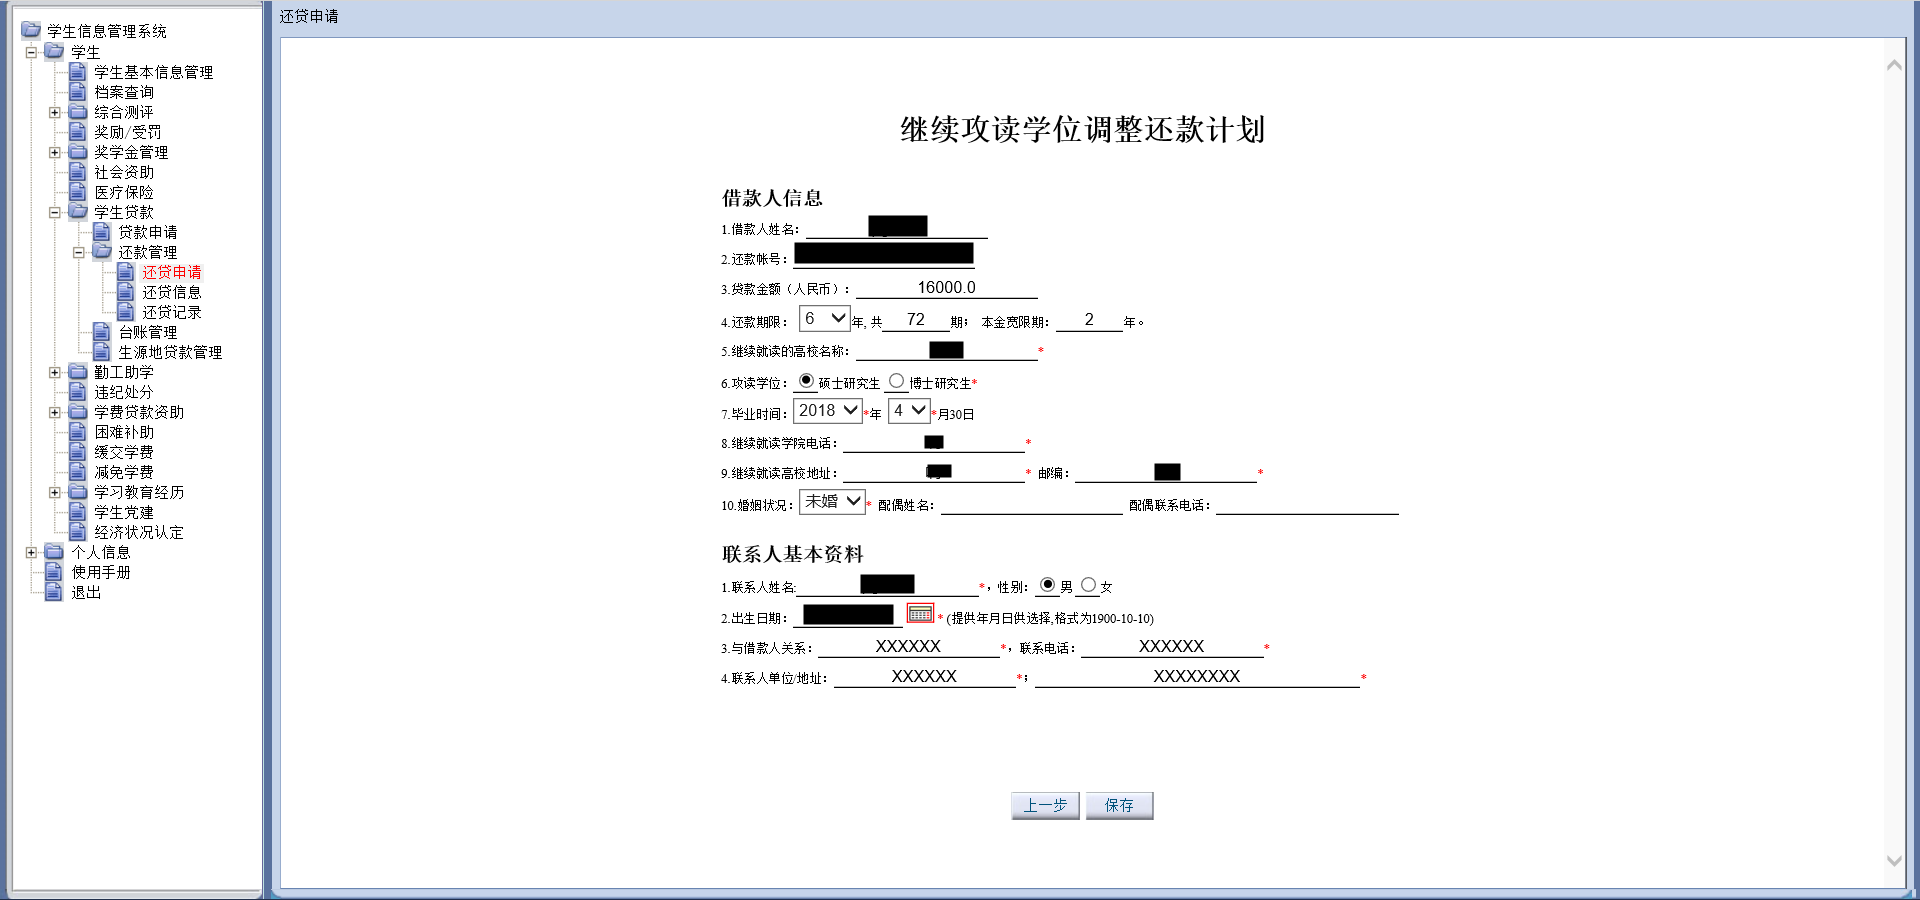 学生信息管理系统
学生
学生基本信息管理
档案查询
综合测评
奖励/受罚
奖学金管理
社会资助
医疗保险
学生贷款
贷款申请
还款管理
还贷申请
还贷信息
还贷记录
台账管理
生源地贷款管理
勤工助学
违纪处分
学费贷款资助
困难补助
缓交学费
减免学费
学习教育经历
学生党建
经济状况认定
个人信息
使用手册
退出
还贷申请
继续攻读学位调整还款计划
借款人信息
1.借款人姓名：
2.还款帐号：
3.贷款金额（人民币）： 16000.0
4.还款期限： 6 年, 共 72 期； 本金宽限期： 2 年。
5.继续就读的高校名称： *
6.攻读学位： 硕士研究生 博士研究生*
7.毕业时间： 2018 *年 4 *月30日
8.继续就读学院电话： *
9.继续就读高校地址： * 邮编： *
10.婚姻状况： 未婚 * 配偶姓名： 配偶联系电话：
联系人基本资料
1.联系人姓名: *，性别： 男 女
2.出生日期： * (提供年月日供选择,格式为1900-10-10)
3.与借款人关系： XXXXXX *，联系电话： XXXXXX *
4.联系人单位/地址： XXXXXX *； XXXXXXXX *
上一步 保存